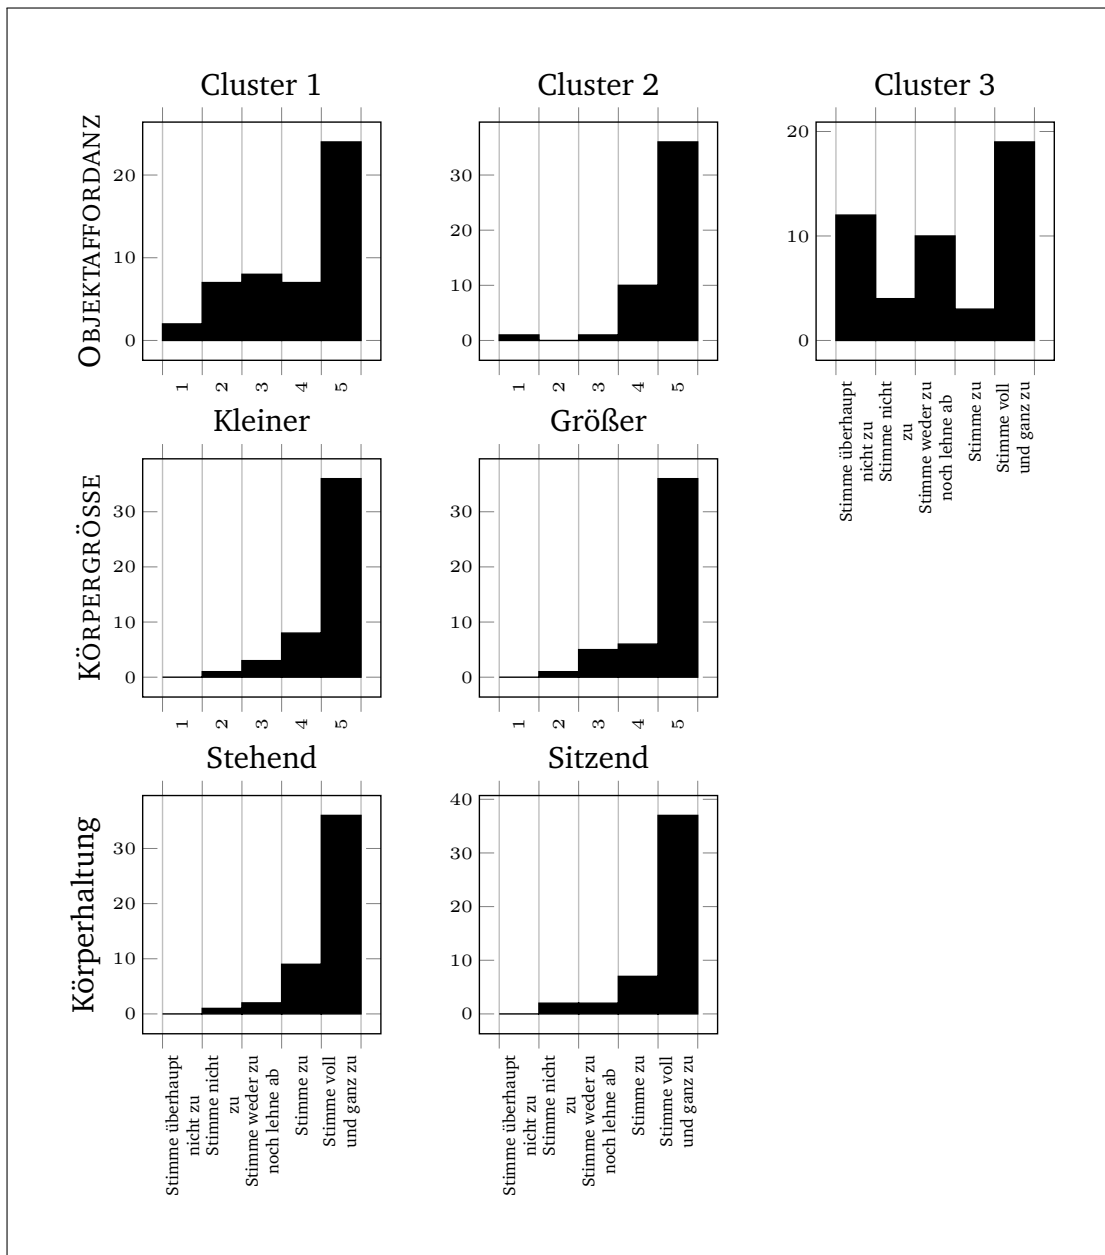 Cluster 1
Cluster 2
Cluster 3
OBJEKTAFFORDANZ
20
10
0
1
2
3
4
5
30
20
10
0
1
2
3
4
5
20
10
0
Stimme überhaupt
nicht zu
Stimme nicht
zu
Stimme weder zu
noch lehne ab
Stimme zu
Stimme voll
und ganz zu
Kleiner
Größer
KÖRPERGRÖSSE
30
20
10
0
1
2
3
4
5
30
20
10
0
1
2
3
4
5
Stehend
Sitzend
Körperhaltung
30
20
10
0
Stimme überhaupt
nicht zu
Stimme nicht
zu
Stimme weder zu
noch lehne ab
Stimme zu
Stimme voll
und ganz zu
40
30
20
10
0
Stimme überhaupt
nicht zu
Stimme nicht
zu
Stimme weder zu
noch lehne ab
Stimme zu
Stimme voll
und ganz zu